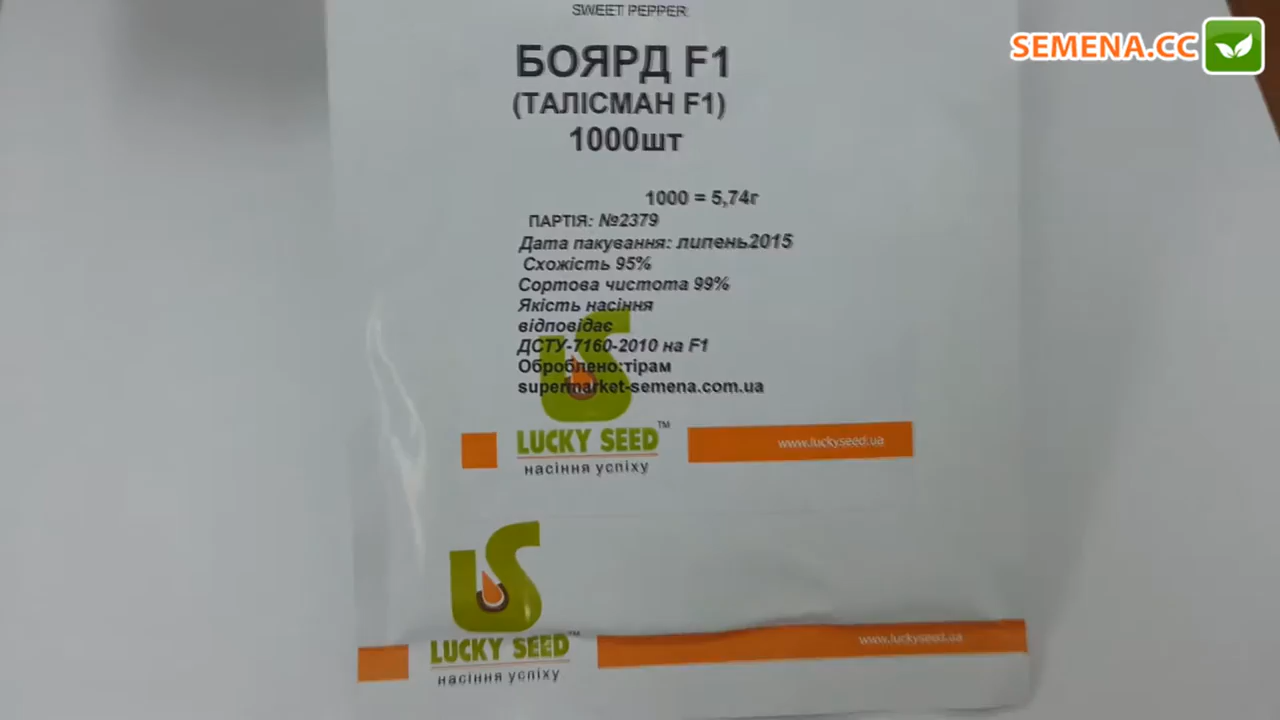 SWEET PEPPER
SEMENA.CC
БОЯРД F1
(ТАЛІСМАН F1)
1000шт
1000 = 5,74г
ПАРТІЯ: №2379
Дата пакування: липень2015
Схожість 95%
Сортова чистота 99%
Якість насіння
відповідає
ДСТУ-7160-2010 на F1
Оброблено:тірам
supermarket-semena.com.ua
LUCKY SEED™
www.luckyseed.ua
насіння успіху
LUCKY SEED™
www.luckyseed.ua
насіння успіху